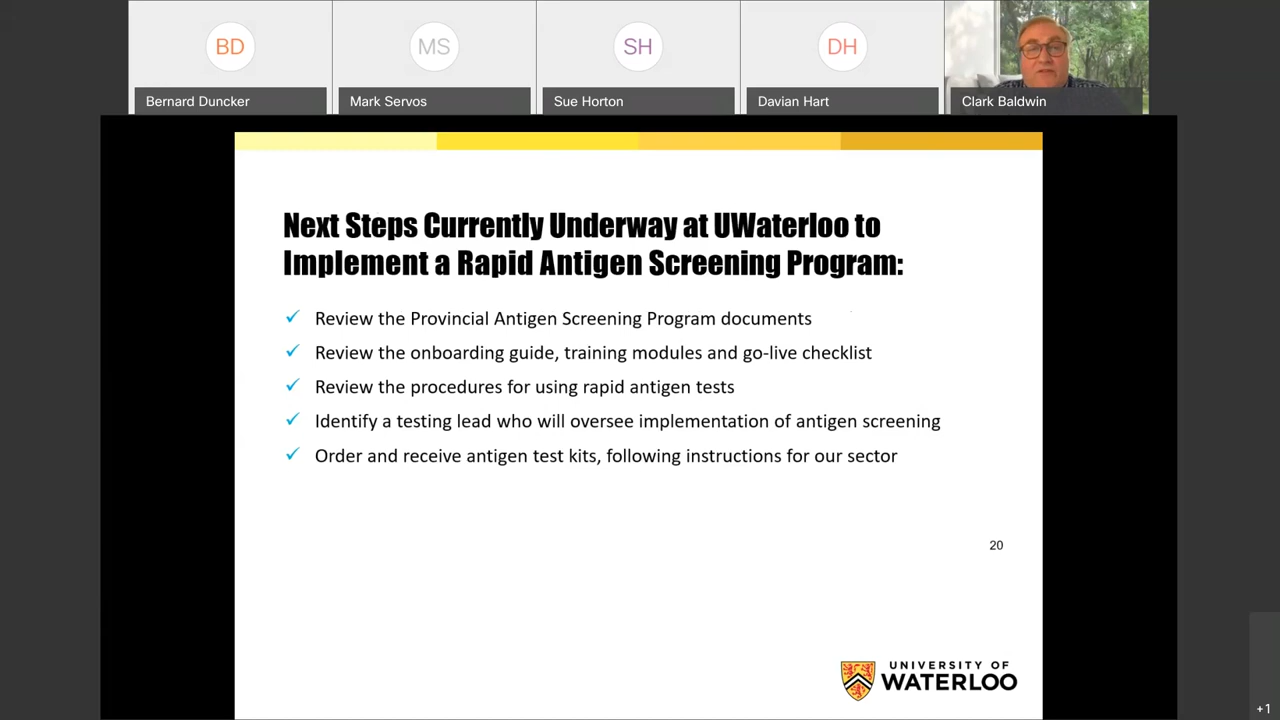 BD
MS
SH
DH
Bernard Duncker
Mark Servos
Sue Horton
Davian Hart
Clark Baldwin
Next Steps Currently Underway at UWaterloo to
Implement a Rapid Antigen Screening Program:
Review the Provincial Antigen Screening Program documents
Review the onboarding guide, training modules and go-live checklist
Review the procedures for using rapid antigen tests
Identify a testing lead who will oversee implementation of antigen screening
Order and receive antigen test kits, following instructions for our sector
20
UNIVERSITY OF
WATERLOO
+1